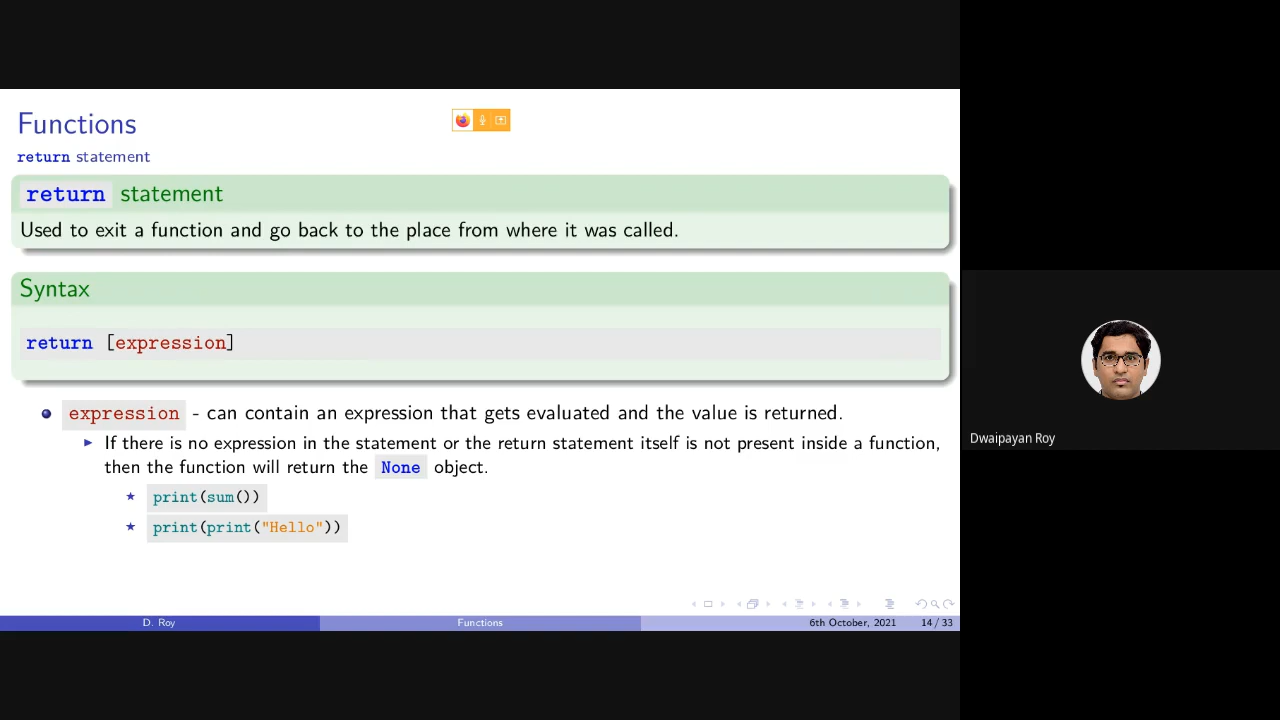 Functions
return statement
return statement
Used to exit a function and go back to the place from where it was called.
Syntax
return [expression]
expression - can contain an expression that gets evaluated and the value is returned.
If there is no expression in the statement or the return statement itself is not present inside a function,
then the function will return the None object.
print(sum())
print(print("Hello"))
D. Roy
Functions
6th October, 2021
14 / 33
Dwaipayan Roy